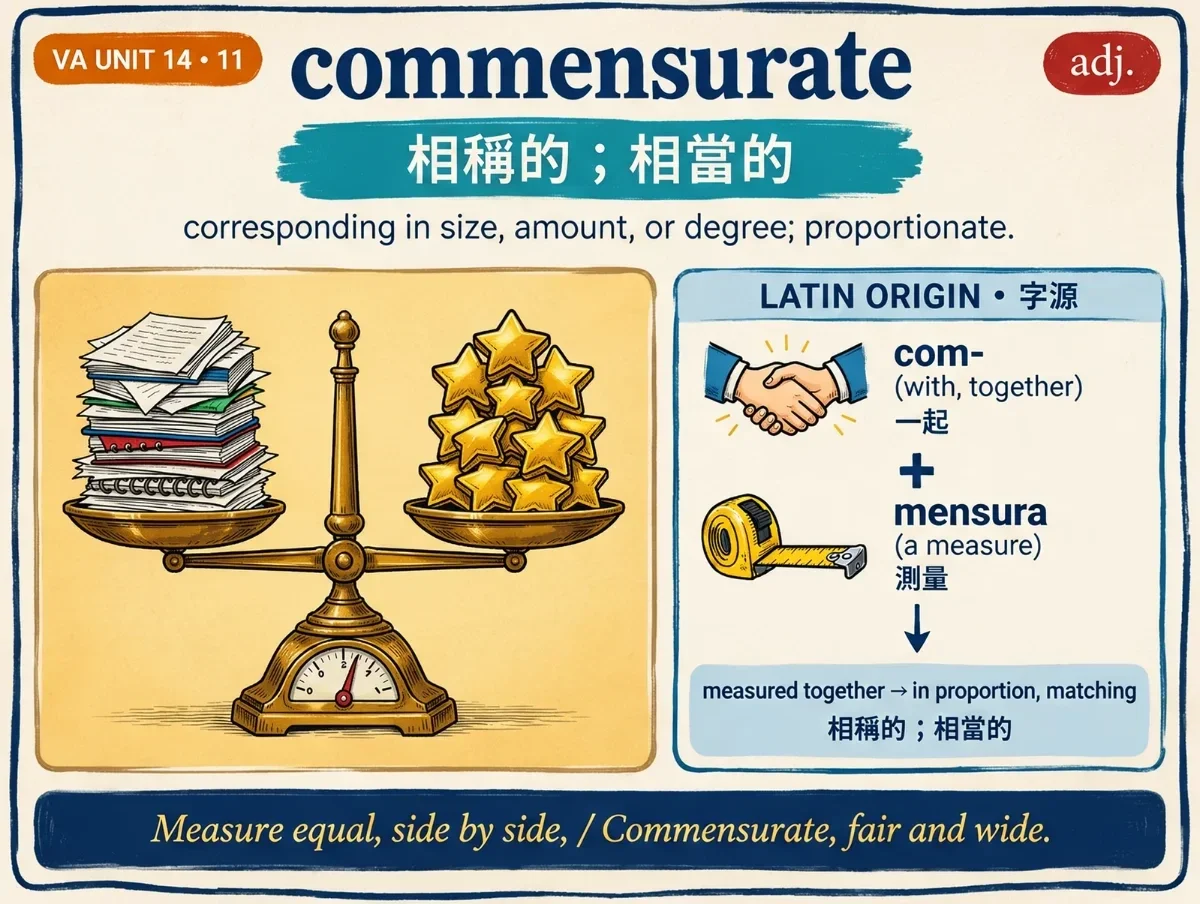 VA UNIT 14 • 11
commensurate
adj.
相稱的；相當的
corresponding in size, amount, or degree; proportionate.
LATIN ORIGIN • 字源
com-
(with, together)
一起
+
mensura
(a measure)
測量
measured together → in proportion, matching
相稱的；相當的
Measure equal, side by side, / Commensurate, fair and wide.